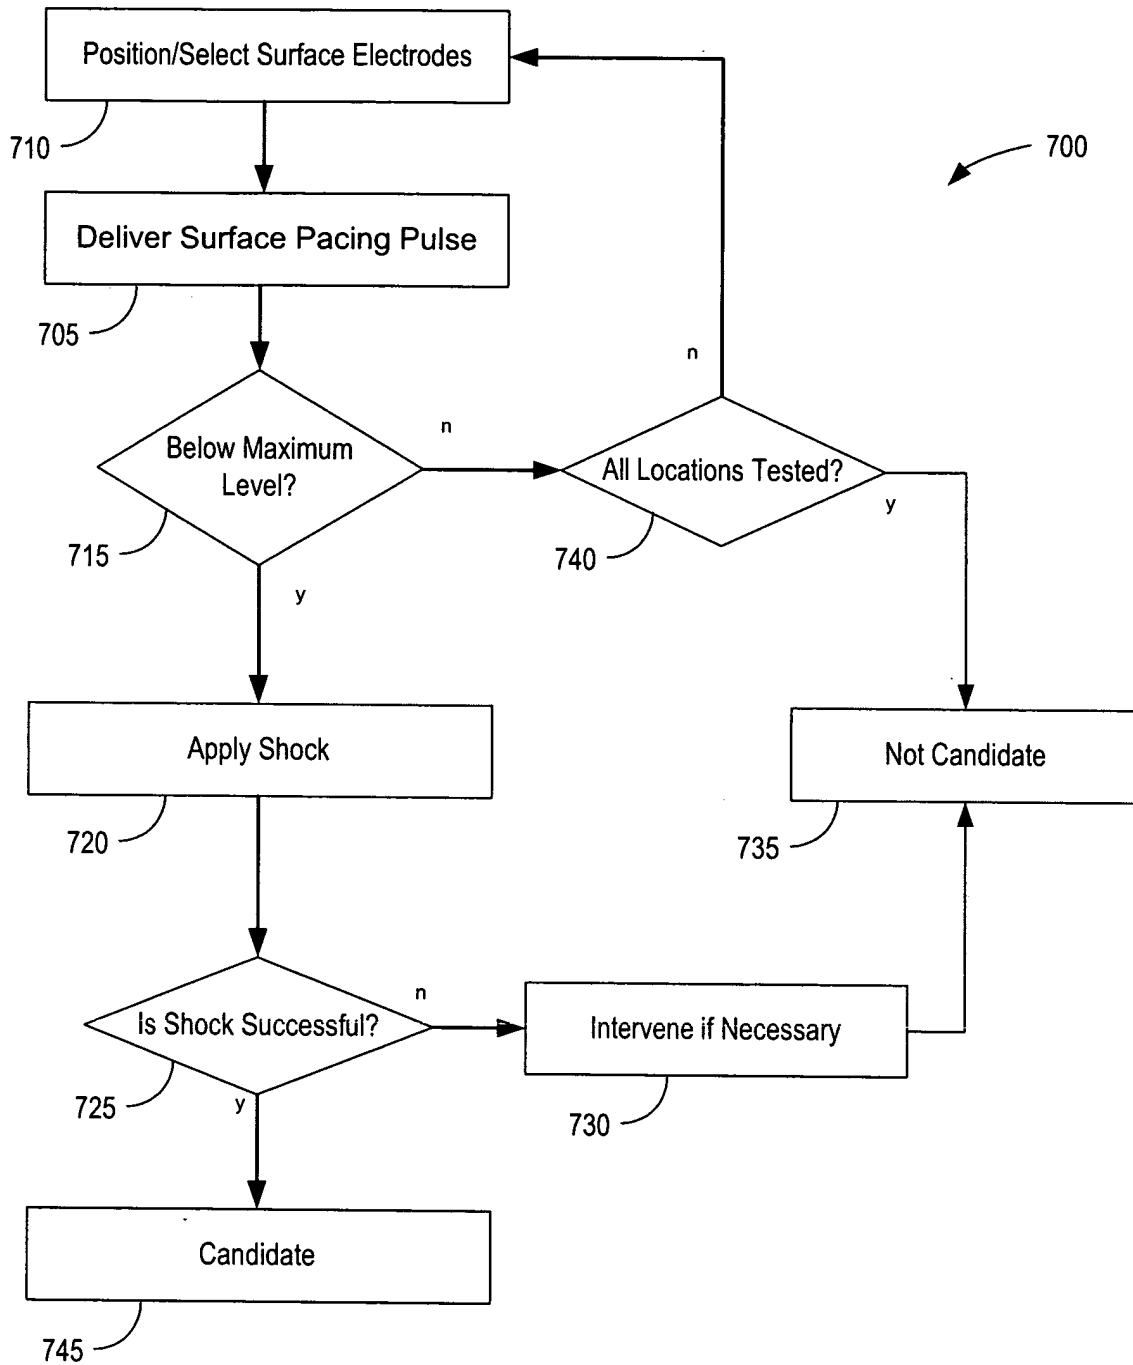 Position/Select Surface Electrodes
710
700
Deliver Surface Pacing Pulse
705
n
Below Maximum
Level?
n
All Locations Tested?
y
715
740
y
Apply Shock
Not Candidate
720
735
Is Shock Successful?
n
Intervene if Necessary
725
y
730
Candidate
745